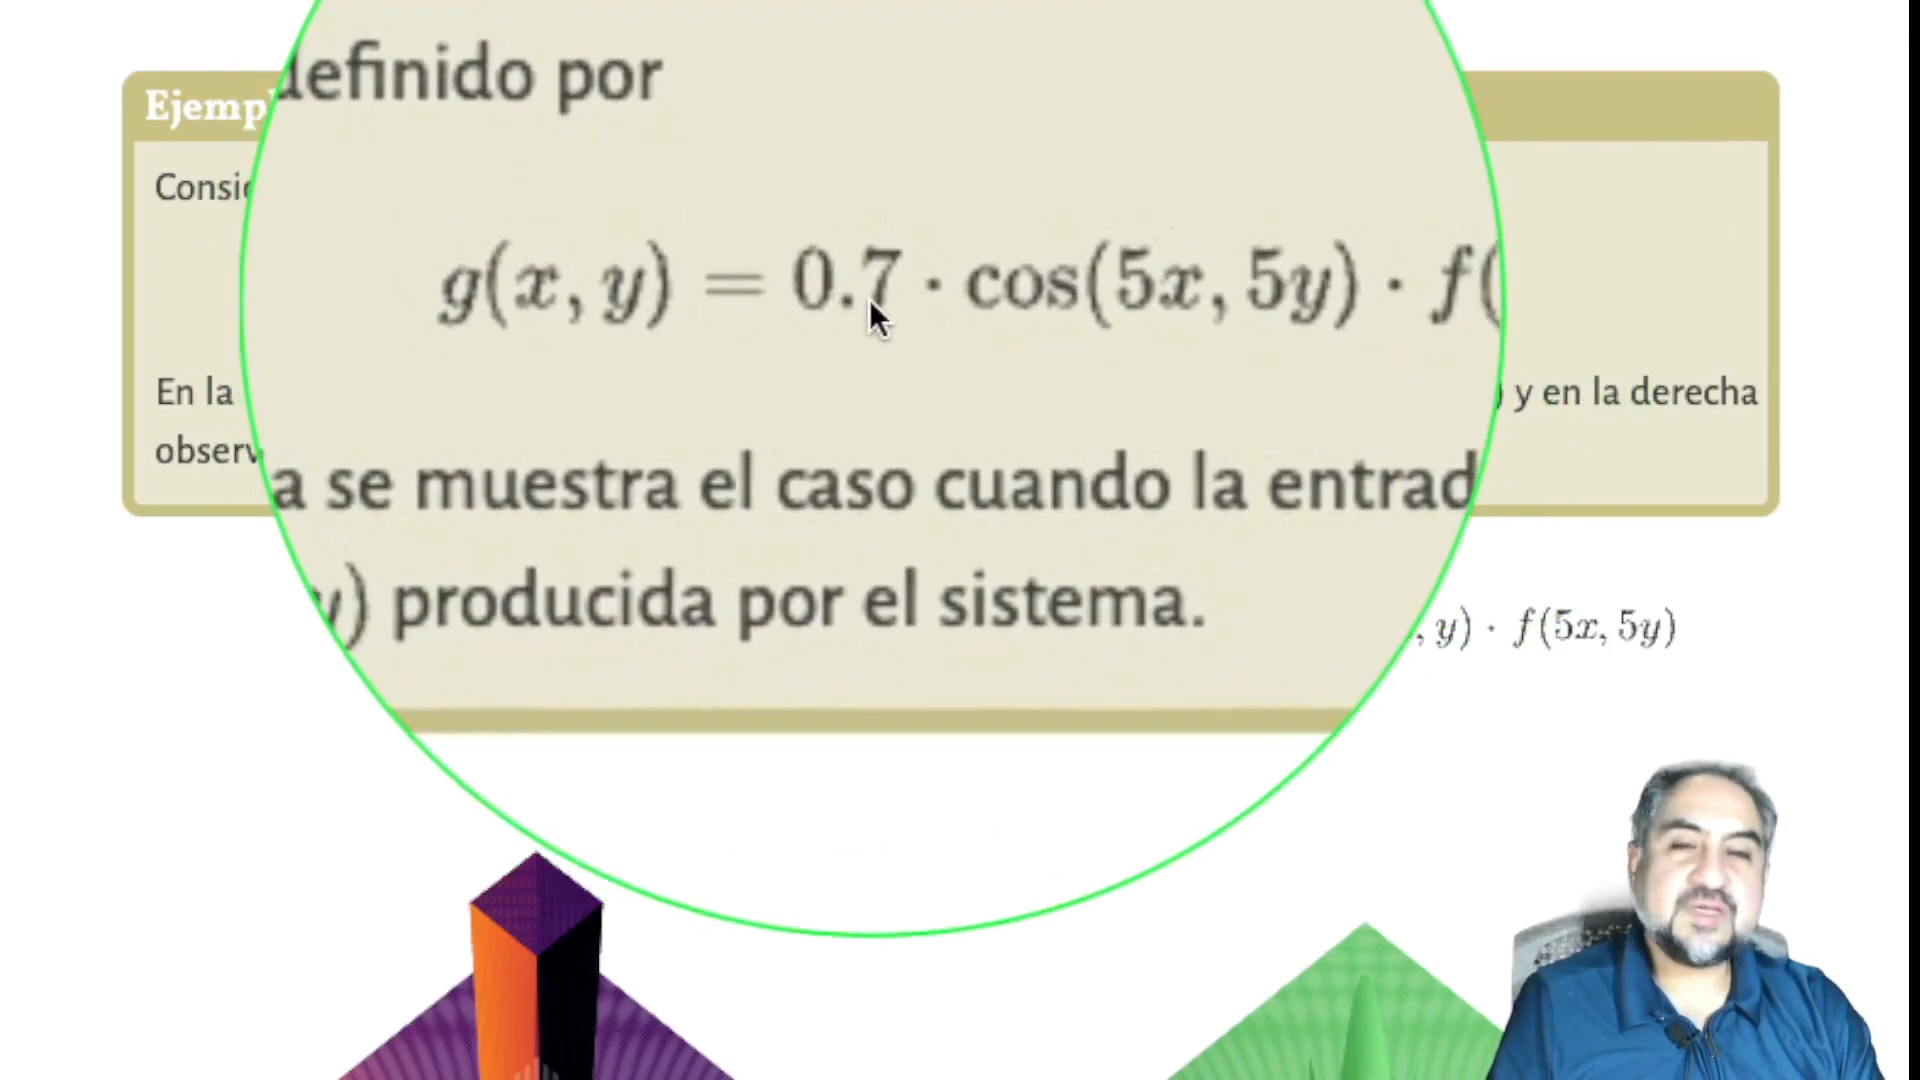 Ejemp
definido por
Consid
g(x, y) = 0.7 · cos(5x, 5y) · f(
En la
) y en la derecha
observ
a se muestra el caso cuando la entrad
y) producida por el sistema.
, y) · f(5x, 5y)